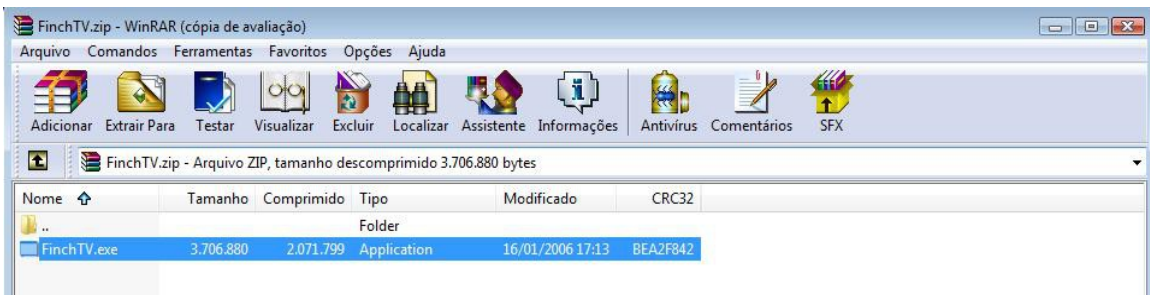 FinchTV.zip - WinRAR (cópia de avaliação)
Arquivo Comandos Ferramentas Favoritos Opções Ajuda
Adicionar Extrair Para Testar Visualizar Excluir Localizar Assistente Informações Antivírus Comentários SFX
FinchTV.zip - Arquivo ZIP, tamanho descomprimido 3.706.880 bytes
Nome Tamanho Comprimido Tipo Modificado CRC32
.. Folder
FinchTV.exe 3.706.880 2.071.799 Application 16/01/2006 17:13 BEA2F842